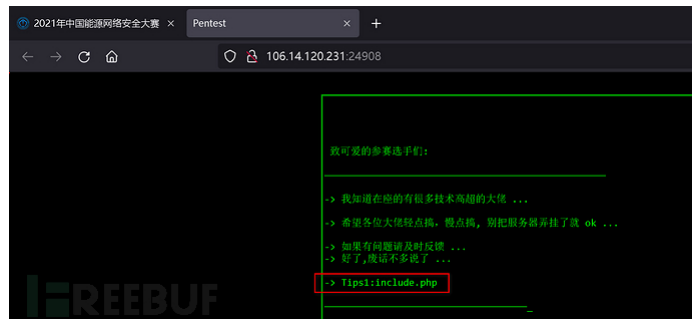 2021年中国能源网络安全大赛
Pentest
106.14.120.231:24908
致可爱的参赛选手们:
-> 我知道在座的有很多技术高超的大佬 ...
-> 希望各位大佬轻点搞, 慢点搞, 别把服务器弄挂了就 ok ...
-> 如果有问题请及时反馈 ...
-> 好了,废话不多说了 ...
-> Tips1:include.php
FREEBUF